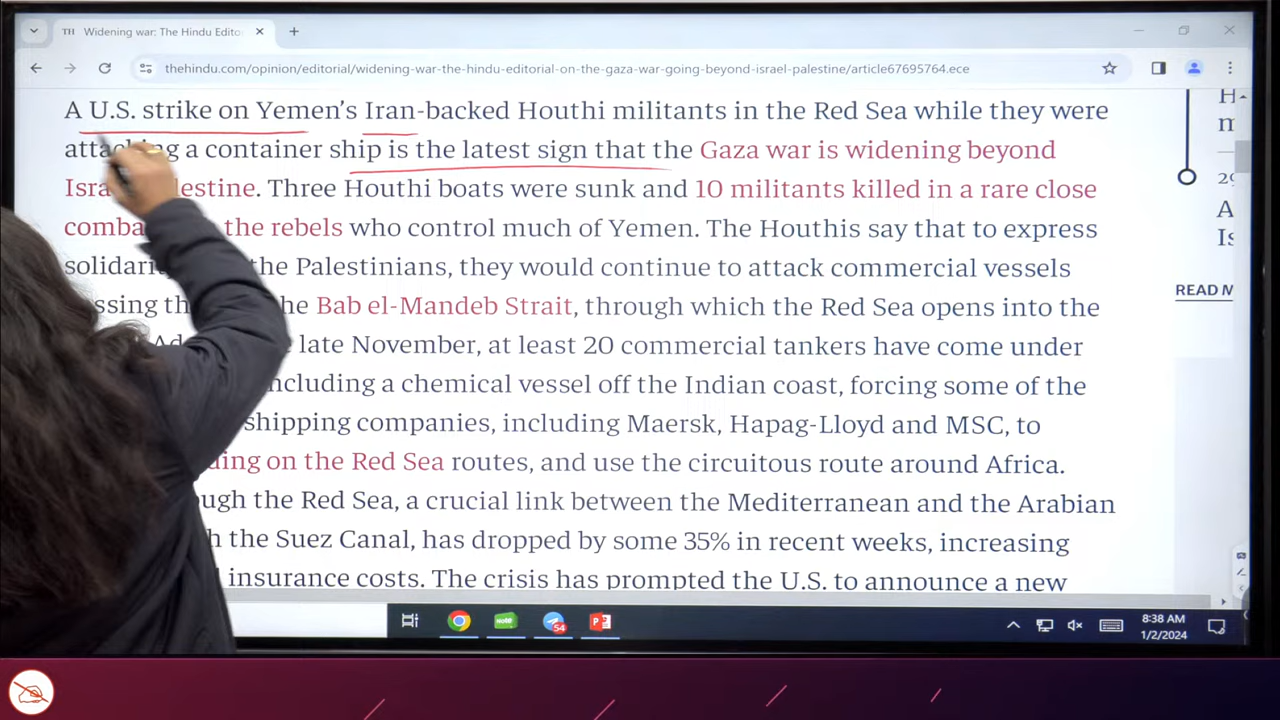 TH Widening war: The Hindu Edito
thehindu.com/opinion/editorial/widening-war-the-hindu-editorial-on-the-gaza-war-going-beyond-israel-palestine/article67695764.ece
A U.S. strike on Yemen's Iran-backed Houthi militants in the Red Sea while they were
attacking a container ship is the latest sign that the Gaza war is widening beyond
Isra lestine. Three Houthi boats were sunk and 10 militants killed in a rare close
comba the rebels who control much of Yemen. The Houthis say that to express
solidari the Palestinians, they would continue to attack commercial vessels
ssing th he Bab el-Mandeb Strait, through which the Red Sea opens into the
Ad late November, at least 20 commercial tankers have come under
ncluding a chemical vessel off the Indian coast, forcing some of the
shipping companies, including Maersk, Hapag-Lloyd and MSC, to
ding on the Red Sea routes, and use the circuitous route around Africa.
ugh the Red Sea, a crucial link between the Mediterranean and the Arabian
h the Suez Canal, has dropped by some 35% in recent weeks, increasing
insurance costs. The crisis has prompted the U.S. to announce a new
H
m
29
A
Is
READ M
note
54
8:38 AM
1/2/2024